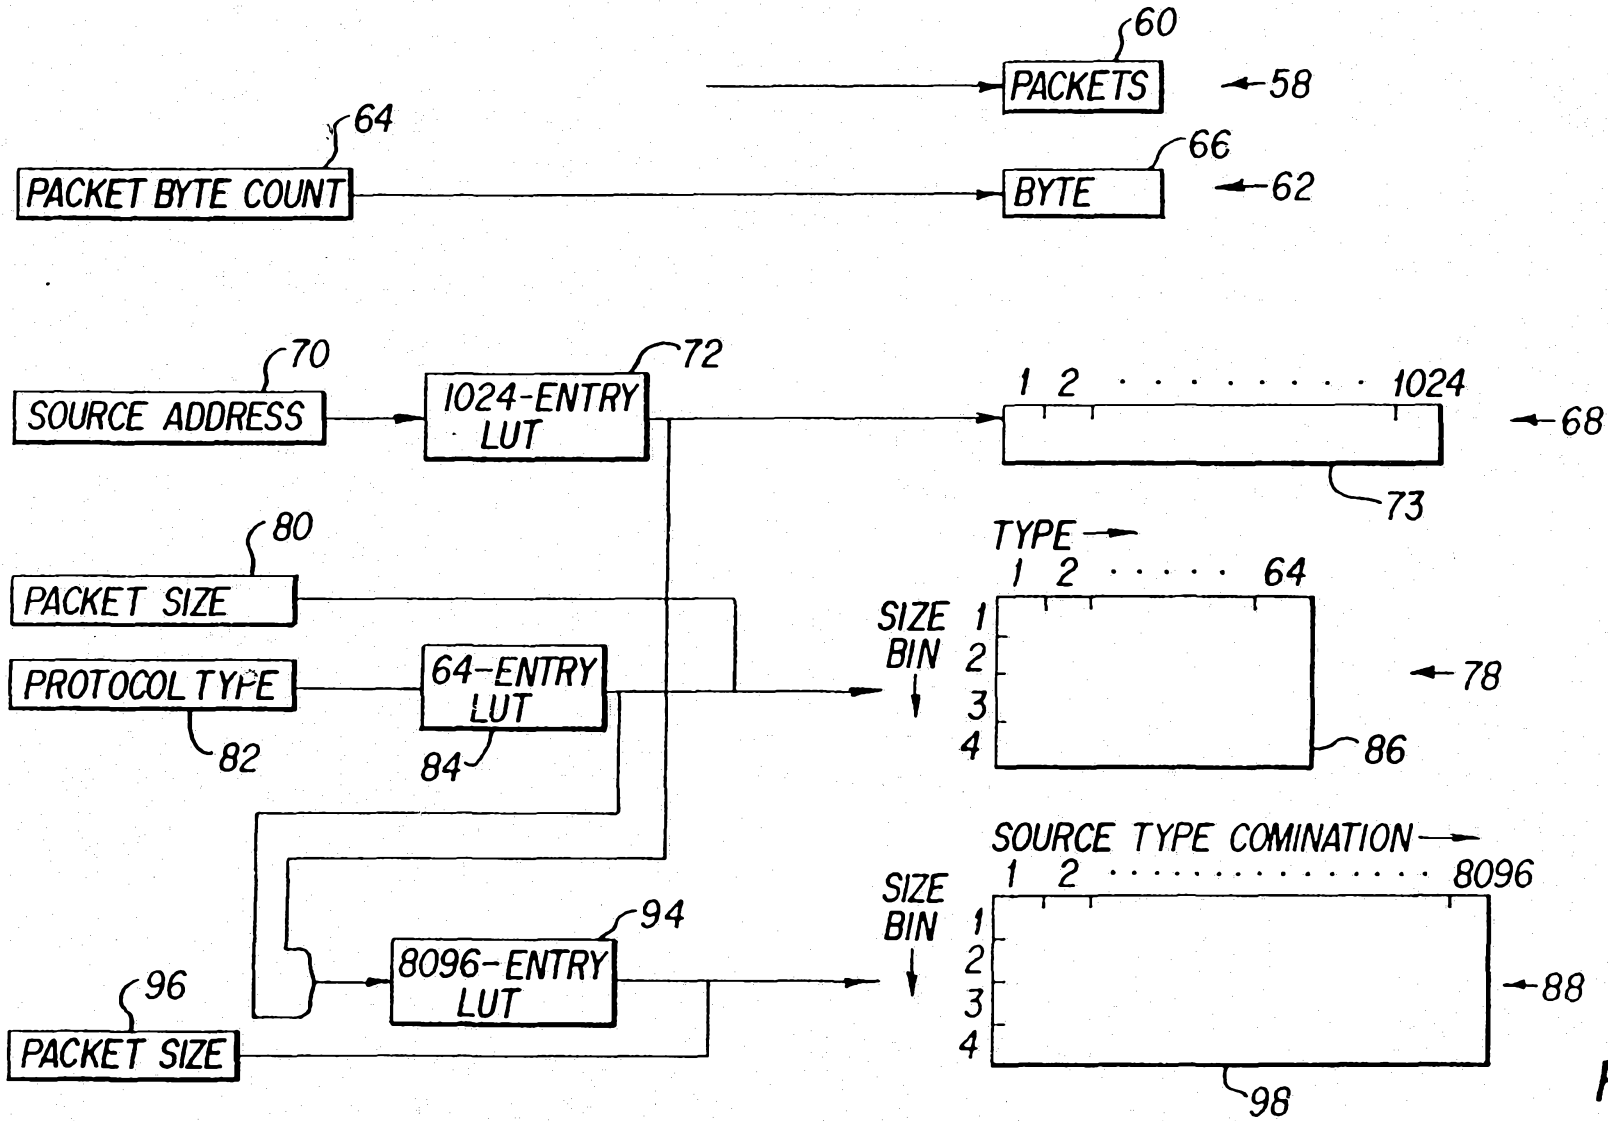 60
PACKETS
58
64
PACKET BYTE COUNT
66
BYTE
62
70
SOURCE ADDRESS
72
1024-ENTRY
LUT
1 2 . . . . . . . . . 1024
68
73
80
PACKET SIZE
PROTOCOL TYPE
82
64-ENTRY
LUT
84
TYPE
1 2 . . . . . 64
SIZE
BIN
1
2
3
4
78
86
SOURCE TYPE COMINATION
1 2 . . . . . . . . . . . . . . . 8096
SIZE
BIN
1
2
3
4
88
94
8096-ENTRY
LUT
96
PACKET SIZE
98